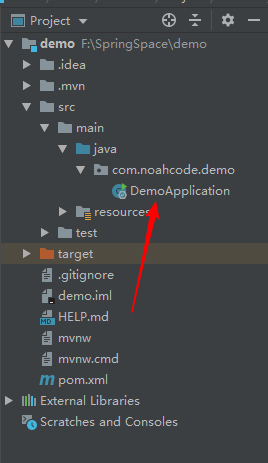 Project
demo F:\SpringSpace\demo
.idea
.mvn
src
main
java
com.noahcode.demo
DemoApplication
resources
test
target
.gitignore
demo.iml
HELP.md
mvnw
mvnw.cmd
pom.xml
External Libraries
Scratches and Consoles